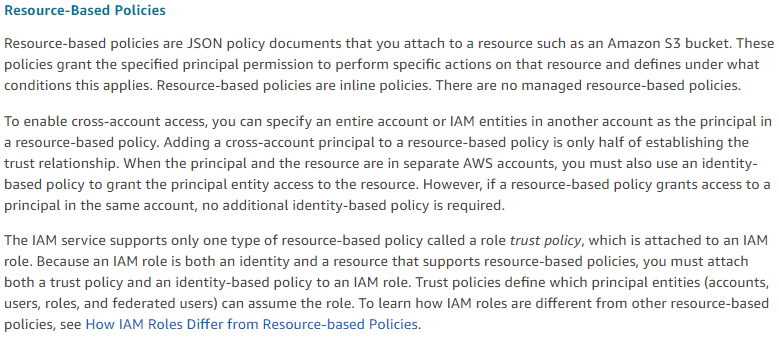 Resource-Based Policies
Resource-based policies are JSON policy documents that you attach to a resource such as an Amazon S3 bucket. These
policies grant the specified principal permission to perform specific actions on that resource and defines under what
conditions this applies. Resource-based policies are inline policies. There are no managed resource-based policies.
To enable cross-account access, you can specify an entire account or IAM entities in another account as the principal in
a resource-based policy. Adding a cross-account principal to a resource-based policy is only half of establishing the
trust relationship. When the principal and the resource are in separate AWS accounts, you must also use an identity-
based policy to grant the principal entity access to the resource. However, if a resource-based policy grants access to a
principal in the same account, no additional identity-based policy is required.
The IAM service supports only one type of resource-based policy called a role trust policy, which is attached to an IAM
role. Because an IAM role is both an identity and a resource that supports resource-based policies, you must attach
both a trust policy and an identity-based policy to an IAM role. Trust policies define which principal entities (accounts,
users, roles, and federated users) can assume the role. To learn how IAM roles are different from other resource-based
policies, see How IAM Roles Differ from Resource-based Policies.